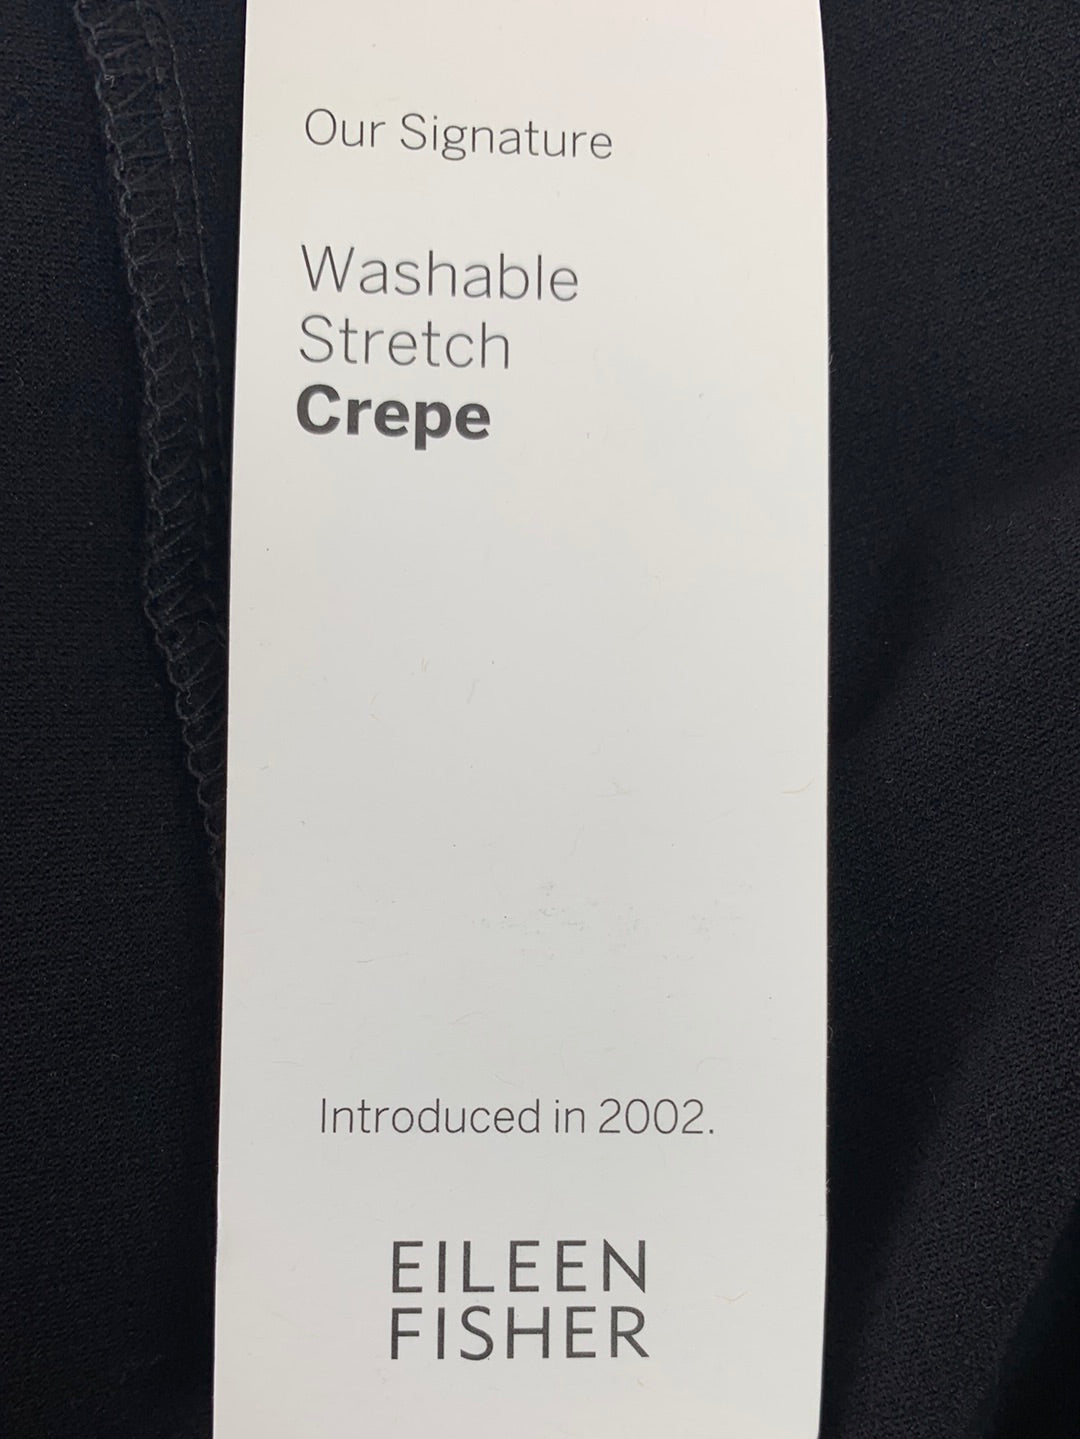 Our Signature
Washable
Stretch
Crepe
Introduced in 2002.
EILEEN
FISHER